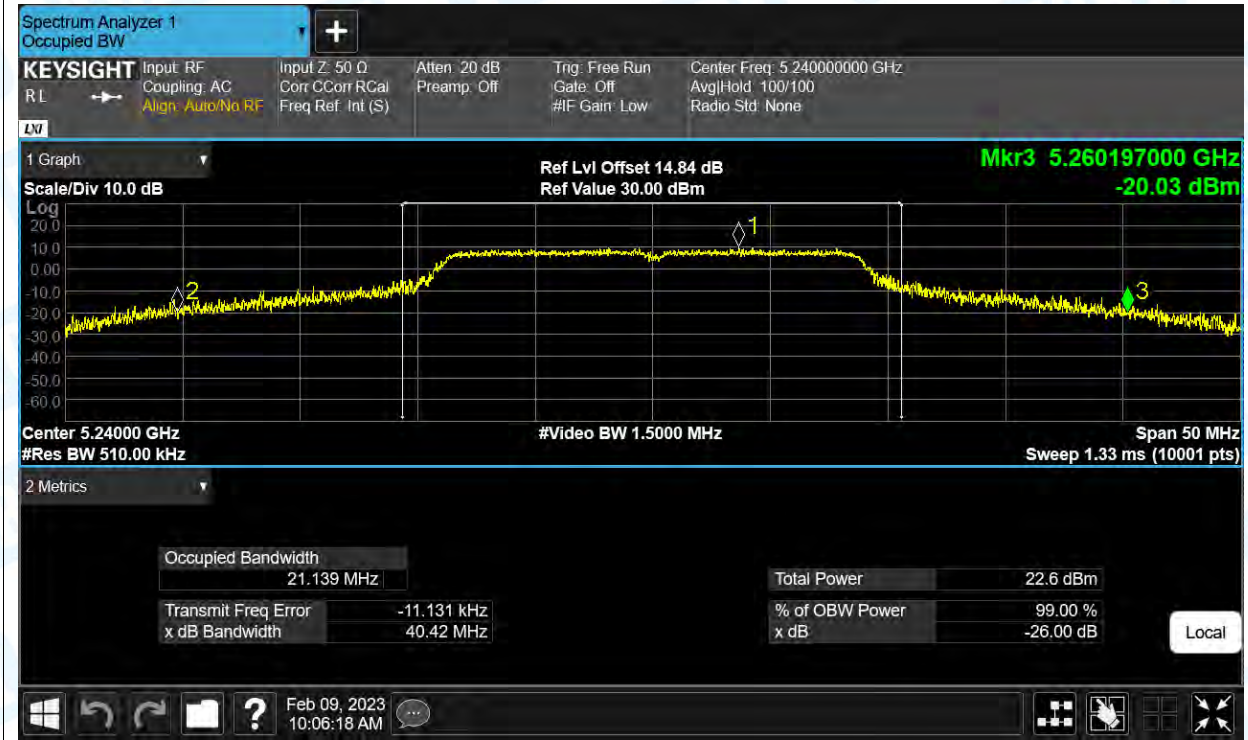 Spectrum Analyzer 1
Occupied BW
+
KEYSIGHT
R L
LXI
Input: RF
Coupling: AC
Align: Auto/No RF
Input Z: 50 Ω
Corr CCorr RCal
Freq Ref: Int (S)
Atten: 20 dB
Preamp: Off
Trig: Free Run
Gate: Off
#IF Gain: Low
Center Freq: 5.240000000 GHz
Avg|Hold: 100/100
Radio Std: None
1 Graph
Scale/Div 10.0 dB
Ref Lvl Offset 14.84 dB
Ref Value 30.00 dBm
Mkr3 5.260197000 GHz
-20.03 dBm
Log
20.0
10.0
0.00
-10.0
-20.0
-30.0
-40.0
-50.0
-60.0
1
2
3
Center 5.24000 GHz
#Video BW 1.5000 MHz
Span 50 MHz
#Res BW 510.00 kHz
Sweep 1.33 ms (10001 pts)
2 Metrics
Occupied Bandwidth
21.139 MHz
Total Power 22.6 dBm
Transmit Freq Error -11.131 kHz
% of OBW Power 99.00 %
x dB Bandwidth 40.42 MHz
x dB -26.00 dB
Local
?
Feb 09, 2023
10:06:18 AM